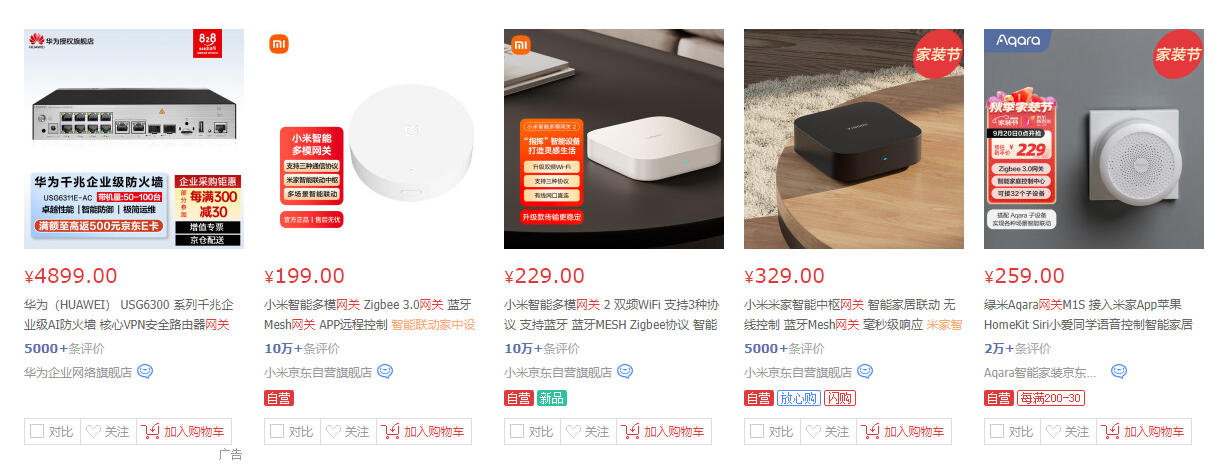 HUAWEI
华为授权旗舰店
828
华为千兆企业级防火墙
USG6311E-AC 带机量:50~100台
卓越性能 | 智能防御 | 极简运维
满额至高返500元京东E卡
企业采购钜惠
部分参与
每满300
减30
增值专票
京仓配送
¥4899.00
华为（HUAWEI） USG6300 系列千兆企
业级AI防火墙 核心VPN安全路由器网关
5000+条评价
华为企业网络旗舰店
对比
关注
加入购物车
广告
小米智能
多模网关
支持三种通信协议
米家智能联动中枢
多场景智能联动
官方正品 | 售后无忧
¥199.00
小米智能多模网关 Zigbee 3.0网关 蓝牙
Mesh网关 APP远程控制 智能联动家中设
10万+条评价
小米京东自营旗舰店
自营
对比
关注
加入购物车
小米智能多模网关 2
“指挥”智能设备
打造灵感生活
升级双频Wi-Fi
支持三种协议
有线网口直连
升级款传输更稳定
¥229.00
小米智能多模网关 2 双频WiFi 支持3种协
议 支持蓝牙 蓝牙MESH Zigbee协议 智能
10万+条评价
小米京东自营旗舰店
自营
新品
对比
关注
加入购物车
家装节
xiaomi
¥329.00
小米米家智能中枢网关 智能家居联动 无
线控制 蓝牙Mesh网关 毫秒级响应 米家智
5000+条评价
小米京东自营旗舰店
自营
放心购
闪购
对比
关注
加入购物车
Aqara
家装节
秋季家装节
家装节
9月20日0点开抢
¥229
Zigbee 3.0网关
智能家庭控制中心
可接32个子设备
搭配 Aqara 子设备
实现各种场景智能联动
¥259.00
绿米Aqara网关M1S 接入米家App苹果
HomeKit Siri小爱同学语音控制智能家居
2万+条评价
Aqara智能家装京东...
自营
每满200-30
对比
关注
加入购物车